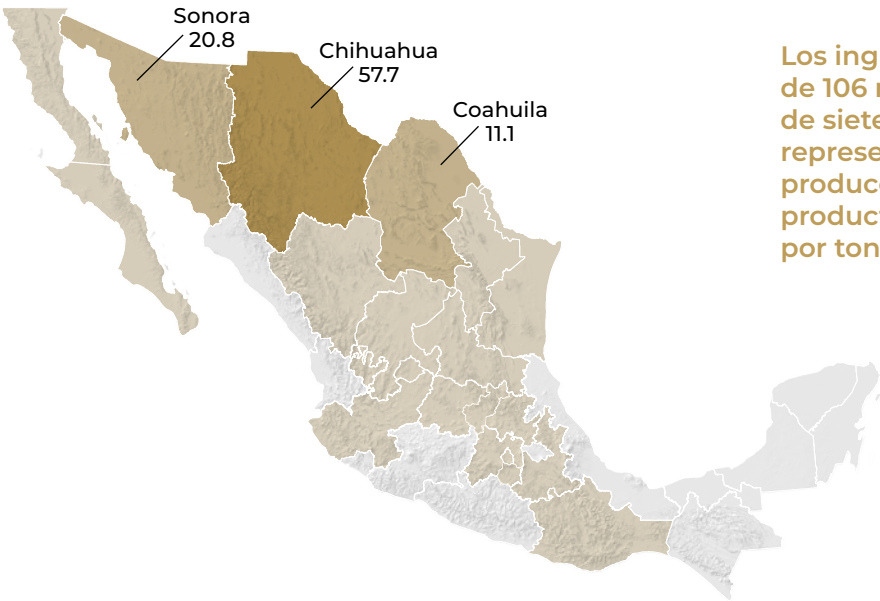 Sonora
20.8
Chihuahua
57.7
Coahuila
11.1
Los ing
de 106
de siete
represe
produc
product
por ton